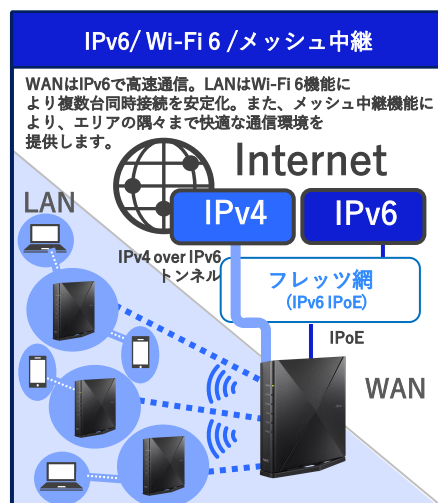 IPv6/ Wi-Fi 6 /メッシュ中継
WANはIPv6で高速通信。LANはWi-Fi 6機能に
より複数台同時接続を安定化。また、メッシュ中継機能に
より、エリアの隅々まで快適な通信環境を
提供します。
Internet
LAN
IPv4
IPv6
IPv4 over IPv6
トンネル
フレッツ網
（IPv6 IPoE）
IPoE
WAN